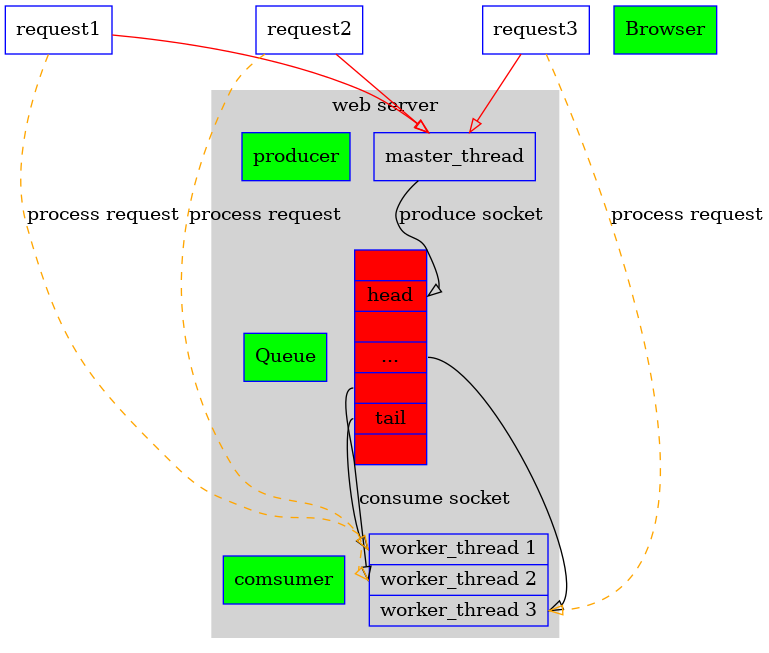 request1
request2
request3
Browser
web server
producer
master_thread
process request
process request
produce socket
process request
head
Queue
...
tail
consume socket
worker_thread 1
comsumer
worker_thread 2
worker_thread 3